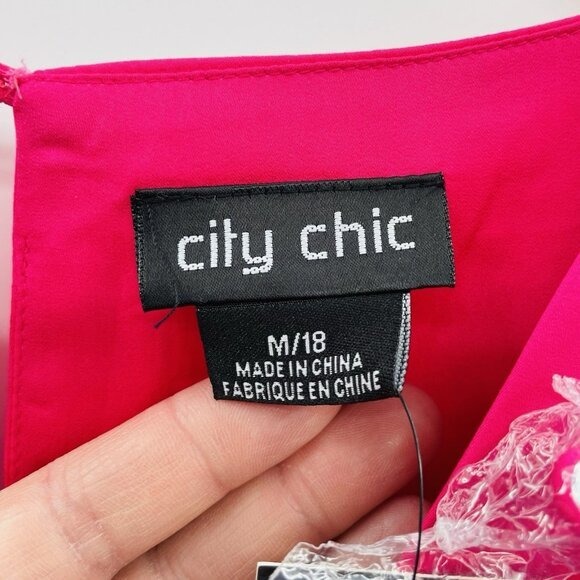 city chic
M/18
MADE IN CHINA
FABRIQUE EN CHINE